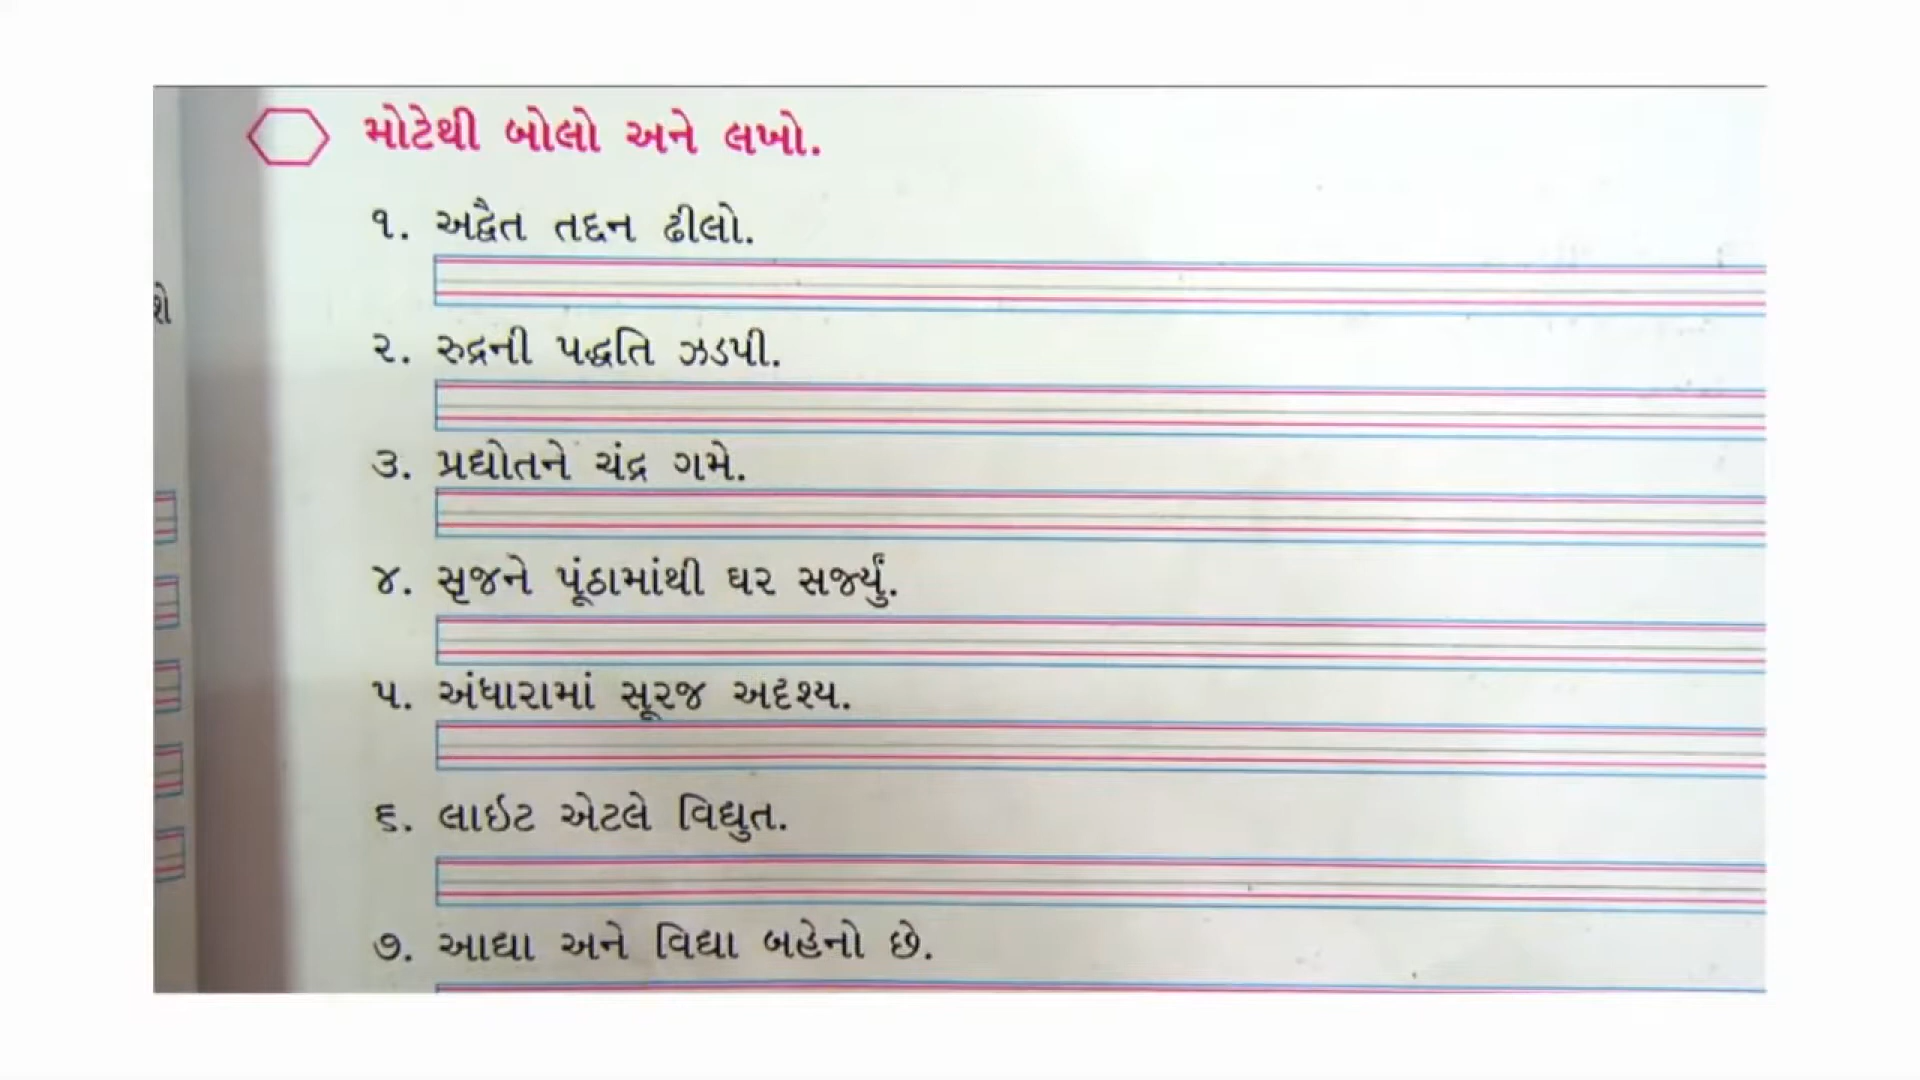 મોટેથી બોલો અને લખો.
૧. અદ્વૈત તદ્દન ઢીલો.
૨. રુદ્રની પદ્ધતિ ઝડપી.
શે
૩. પ્રદ્યોતને ચંદ્ર ગમે.
૪. સૃજને પૂંઠામાંથી ઘર સર્જ્યું.
૫. અંધારામાં સૂરજ અદૃશ્ય.
૬. લાઇટ એટલે વિદ્યુત.
૭. આદ્યા અને વિદ્યા બહેનો છે.